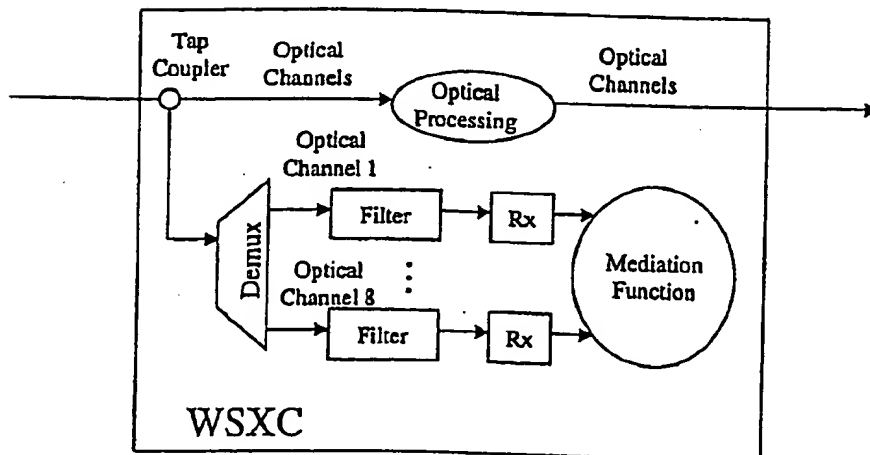 Tap
Coupler
Optical
Channels
Optical
Processing
Optical
Channels
Optical
Channel 1
Filter
Rx
Demux
Optical
Channel 8
Filter
Rx
Mediation
Function
WSXC